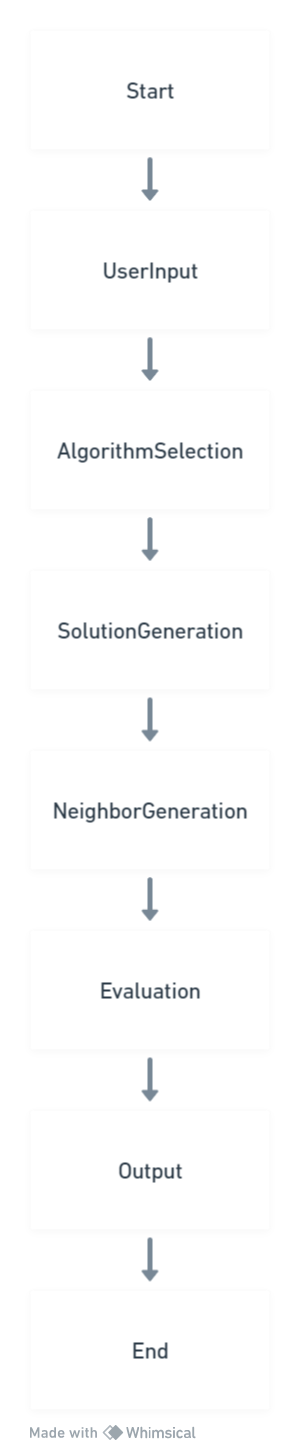 Start
UserInput
AlgorithmSelection
SolutionGeneration
NeighborGeneration
Evaluation
Output
End
Made with Whimsical